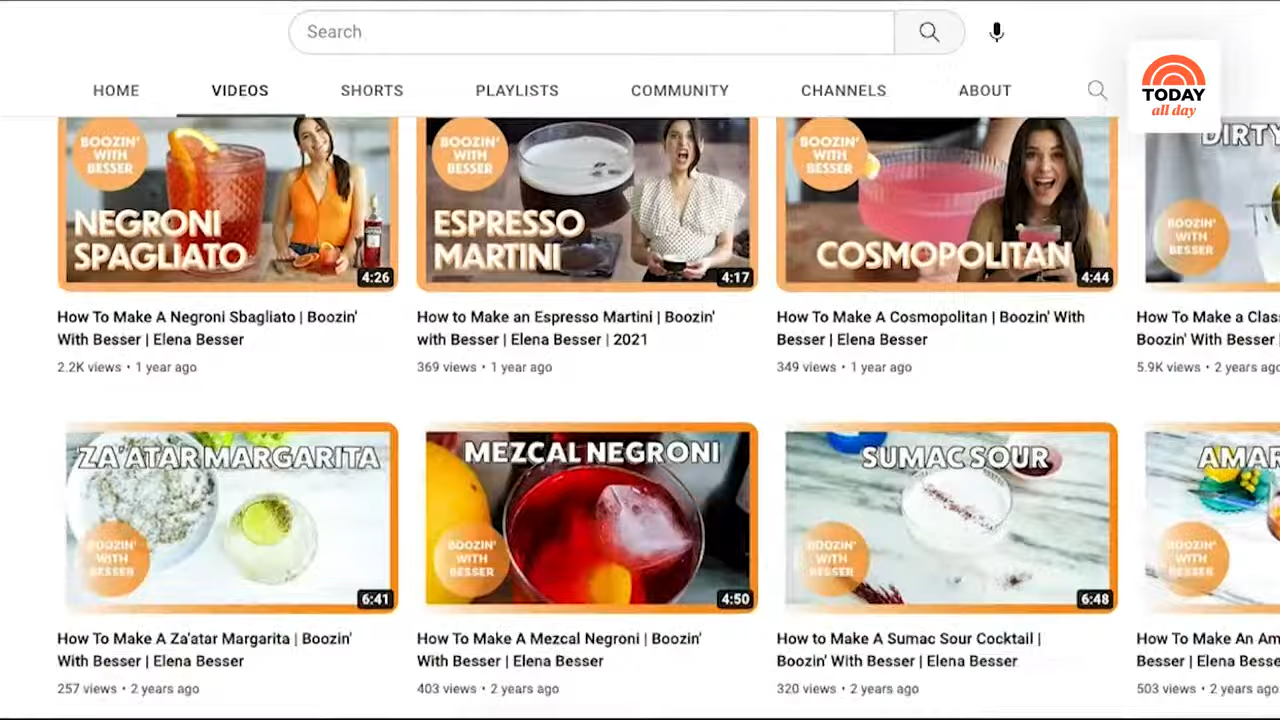 Search
HOME
VIDEOS
SHORTS
PLAYLISTS
COMMUNITY
CHANNELS
ABOUT
TODAY
all day
BOOZIN'
WITH
BESSER
NEGRONI
SPAGLIATO
4:26
BOOZIN'
WITH
BESSER
ESPRESSO
MARTINI
4:17
BOOZIN'
WITH
BESSER
COSMOPOLITAN
4:44
DIRTY
BOOZIN'
WITH
BESSER
How To Make A Negroni Sbagliato | Boozin'
With Besser | Elena Besser
2.2K views • 1 year ago
How to Make an Espresso Martini | Boozin'
with Besser | Elena Besser | 2021
369 views • 1 year ago
How To Make A Cosmopolitan | Boozin' With
Besser | Elena Besser
349 views • 1 year ago
How To Make a Clas
Boozin' With Besser |
5.9K views • 2 years ago
ZA'ATAR MARGARITA
BOOZIN'
WITH
BESSER
6:41
MEZCAL NEGRONI
BOOZIN'
WITH
BESSER
4:50
SUMAC SOUR
BOOZIN'
WITH
BESSER
6:48
AMAR
BOOZIN'
WITH
BESSER
How To Make A Za'atar Margarita | Boozin'
With Besser | Elena Besser
257 views • 2 years ago
How To Make A Mezcal Negroni | Boozin'
With Besser | Elena Besser
403 views • 2 years ago
How to Make A Sumac Sour Cocktail |
Boozin' With Besser | Elena Besser
320 views • 2 years ago
How To Make An Am
Besser | Elena Besse
503 views • 2 years ago